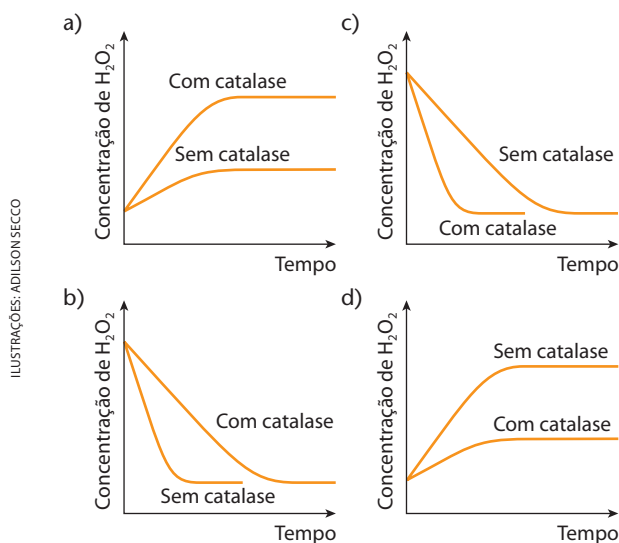 a)
Concentração de H₂O₂
Com catalase
Sem catalase
Tempo
b)
Concentração de H₂O₂
Com catalase
Sem catalase
Tempo
c)
Concentração de H₂O₂
Sem catalase
Com catalase
Tempo
d)
Concentração de H₂O₂
Sem catalase
Com catalase
Tempo
ILUSTRAÇÕES: ADILSON SECCO